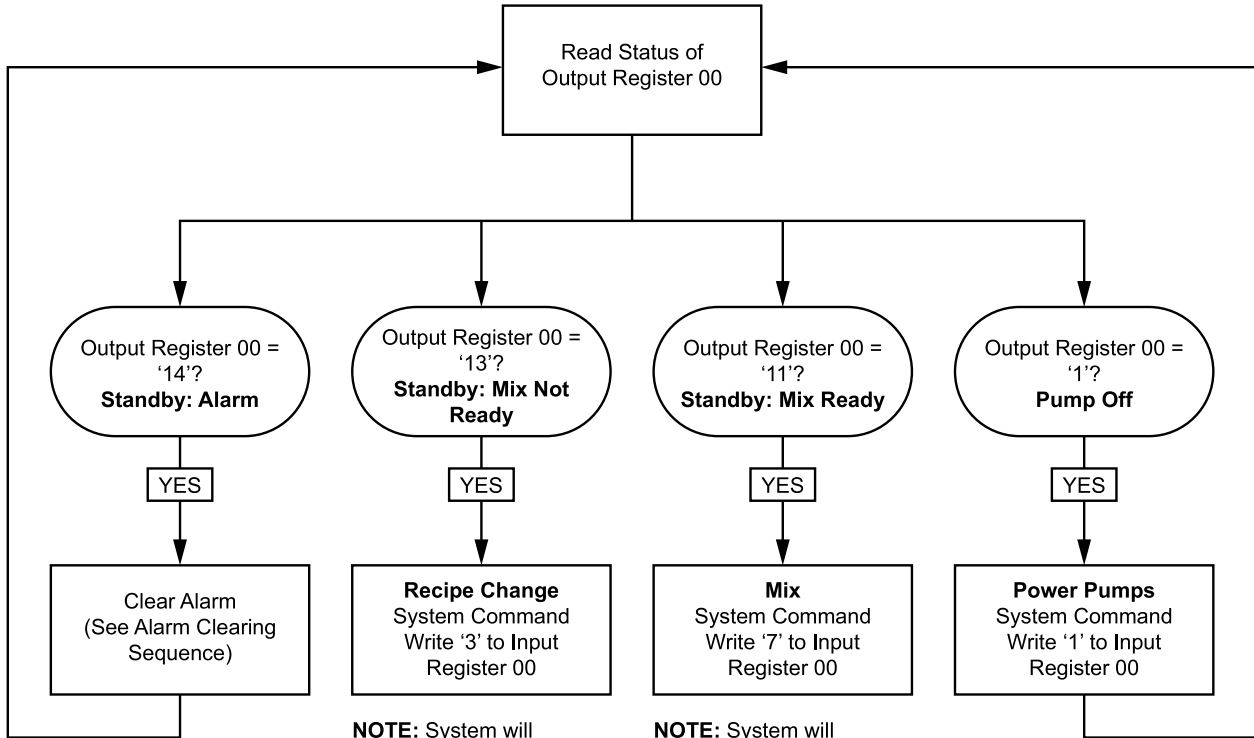 Read Status of
Output Register 00
Output Register 00 =
‘14’?
Standby: Alarm
Output Register 00 =
‘13’?
Standby: Mix Not
Ready
Output Register 00 =
‘11’?
Standby: Mix Ready
Output Register 00 =
‘1’?
Pump Off
YES
YES
YES
YES
Clear Alarm
(See Alarm Clearing
Sequence)
Recipe Change
System Command
Write ‘3’ to Input
Register 00
Mix
System Command
Write ‘7’ to Input
Register 00
Power Pumps
System Command
Write ‘1’ to Input
Register 00
NOTE: System will
NOTE: System will